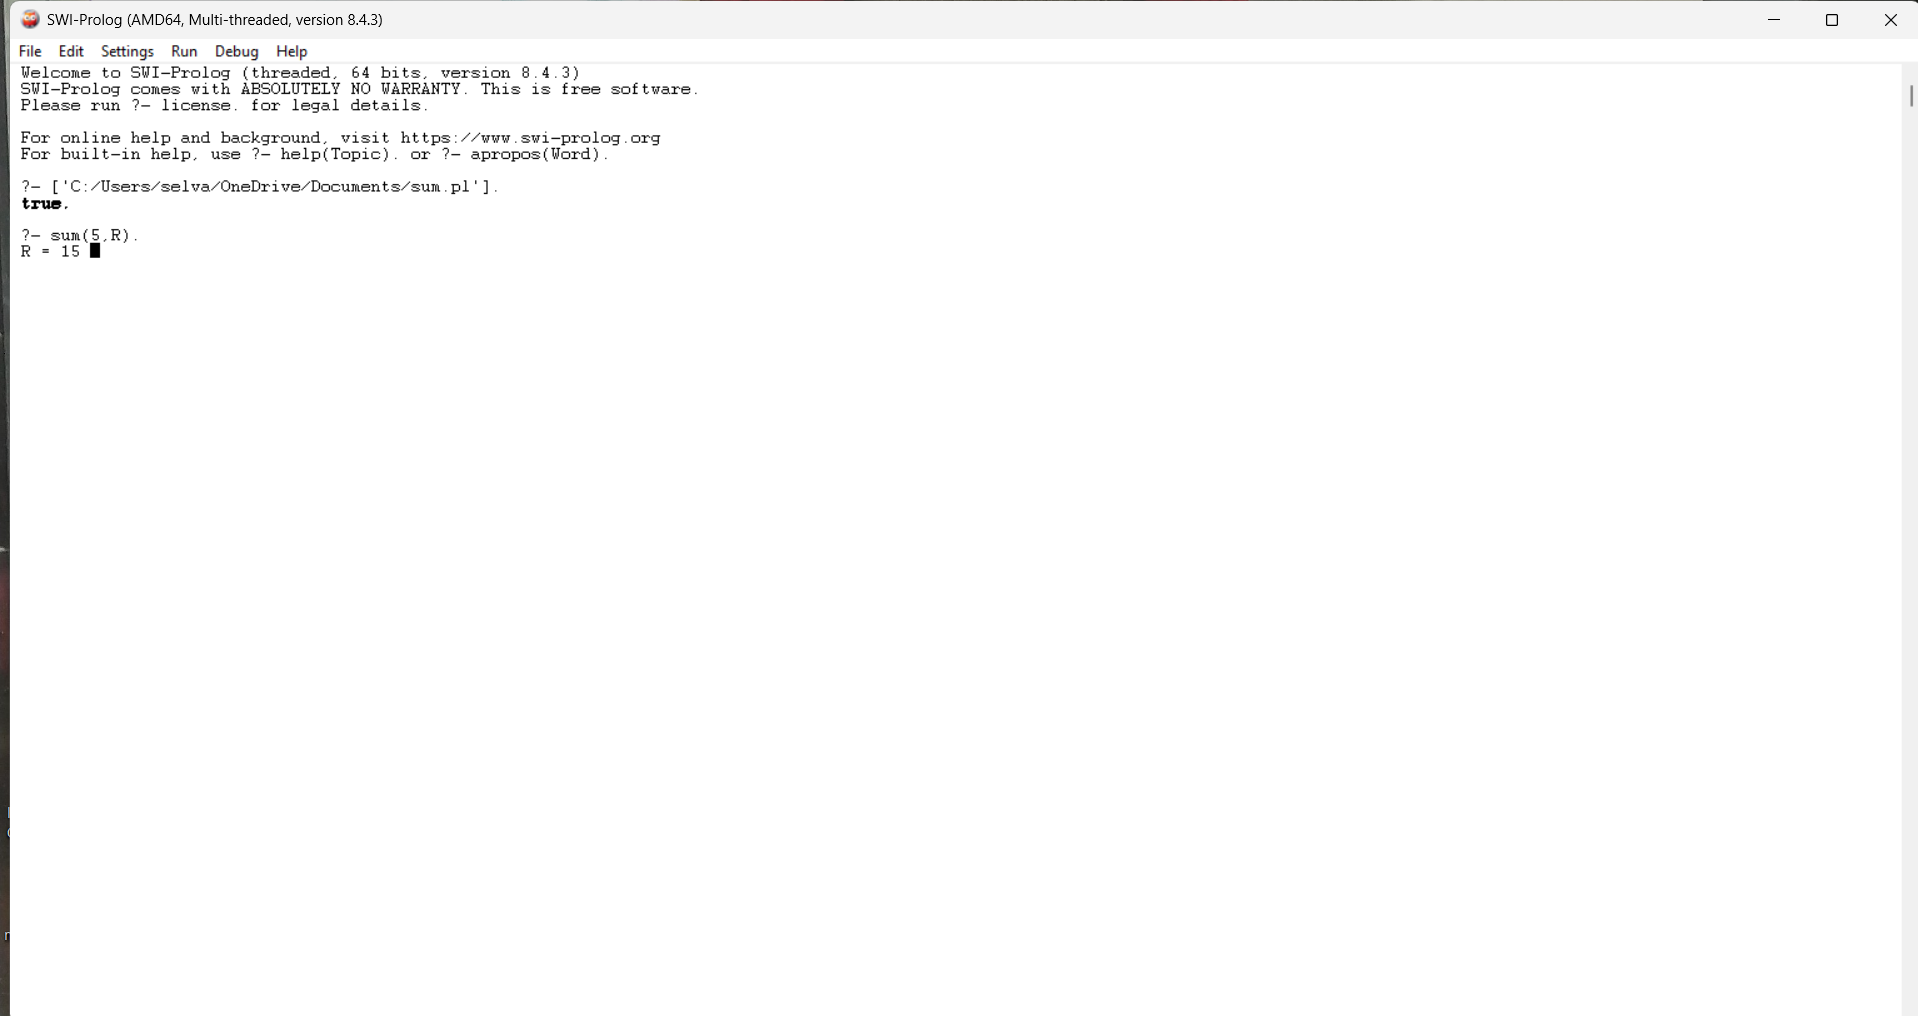 SWI-Prolog (AMD64, Multi-threaded, version 8.4.3)
File Edit Settings Run Debug Help
Welcome to SWI-Prolog (threaded, 64 bits, version 8.4.3)
SWI-Prolog comes with ABSOLUTELY NO WARRANTY. This is free software.
Please run ?- license. for legal details.
For online help and background, visit https://www.swi-prolog.org
For built-in help, use ?- help(Topic). or ?- apropos(Word).
?- ['C:/Users/selva/OneDrive/Documents/sum.pl'].
true.
?- sum(5,R).
R = 15